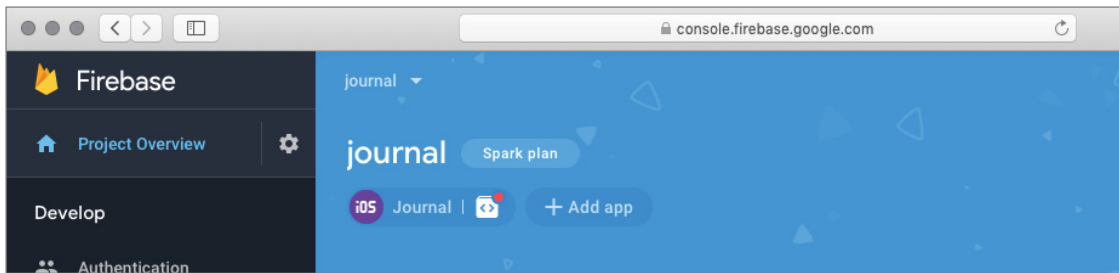 console.firebase.google.com
Firebase
journal
Project Overview
journal Spark plan
iOS Journal | + Add app
Develop
Authentication